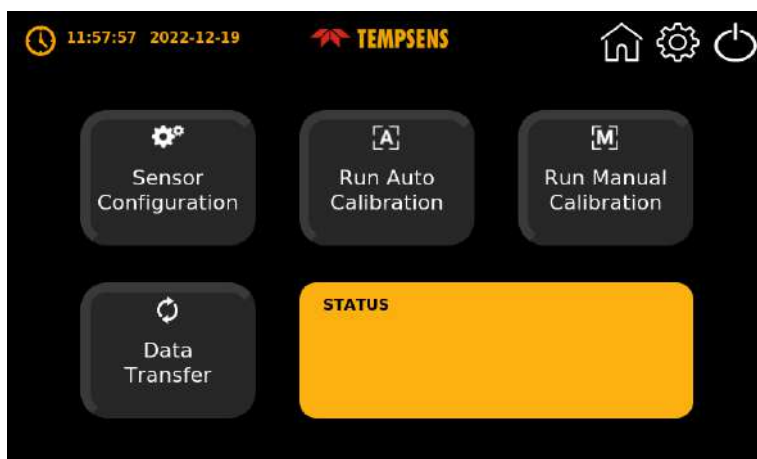 11:57:57 2022-12-19
TEMPSENS
A
M
Sensor
Configuration
Run Auto
Calibration
Run Manual
Calibration
Data
Transfer
STATUS